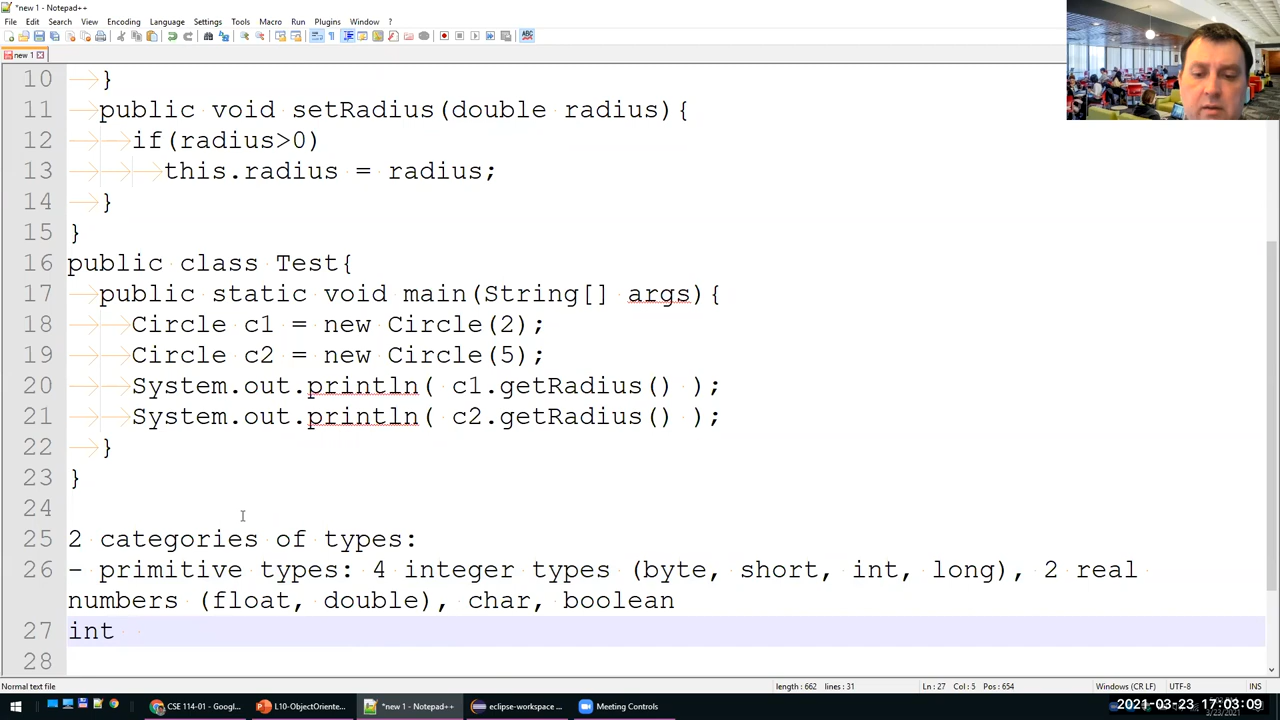 *new 1 - Notepad++
File Edit Search View Encoding Language Settings Tools Macro Run Plugins Window ?
new 1
10 }
11 public void setRadius(double radius){
12 if(radius>0)
13 this.radius = radius;
14 }
15 }
16 public class Test{
17 public static void main(String[] args){
18 Circle c1 = new Circle(2);
19 Circle c2 = new Circle(5);
20 System.out.println( c1.getRadius() );
21 System.out.println( c2.getRadius() );
22 }
23 }
24
25 2 categories of types:
26 - primitive types: 4 integer types (byte, short, int, long), 2 real
numbers (float, double), char, boolean
27 int
28
Normal text file length : 662 lines : 31 Ln : 27 Col : 5 Pos : 654 Windows (CR LF) UTF-8 INS
CSE 114-01 - Googl... L10-ObjectOriente... *new 1 - Notepad++ eclipse-workspace ... Meeting Controls 2021-03-23 17:03:09